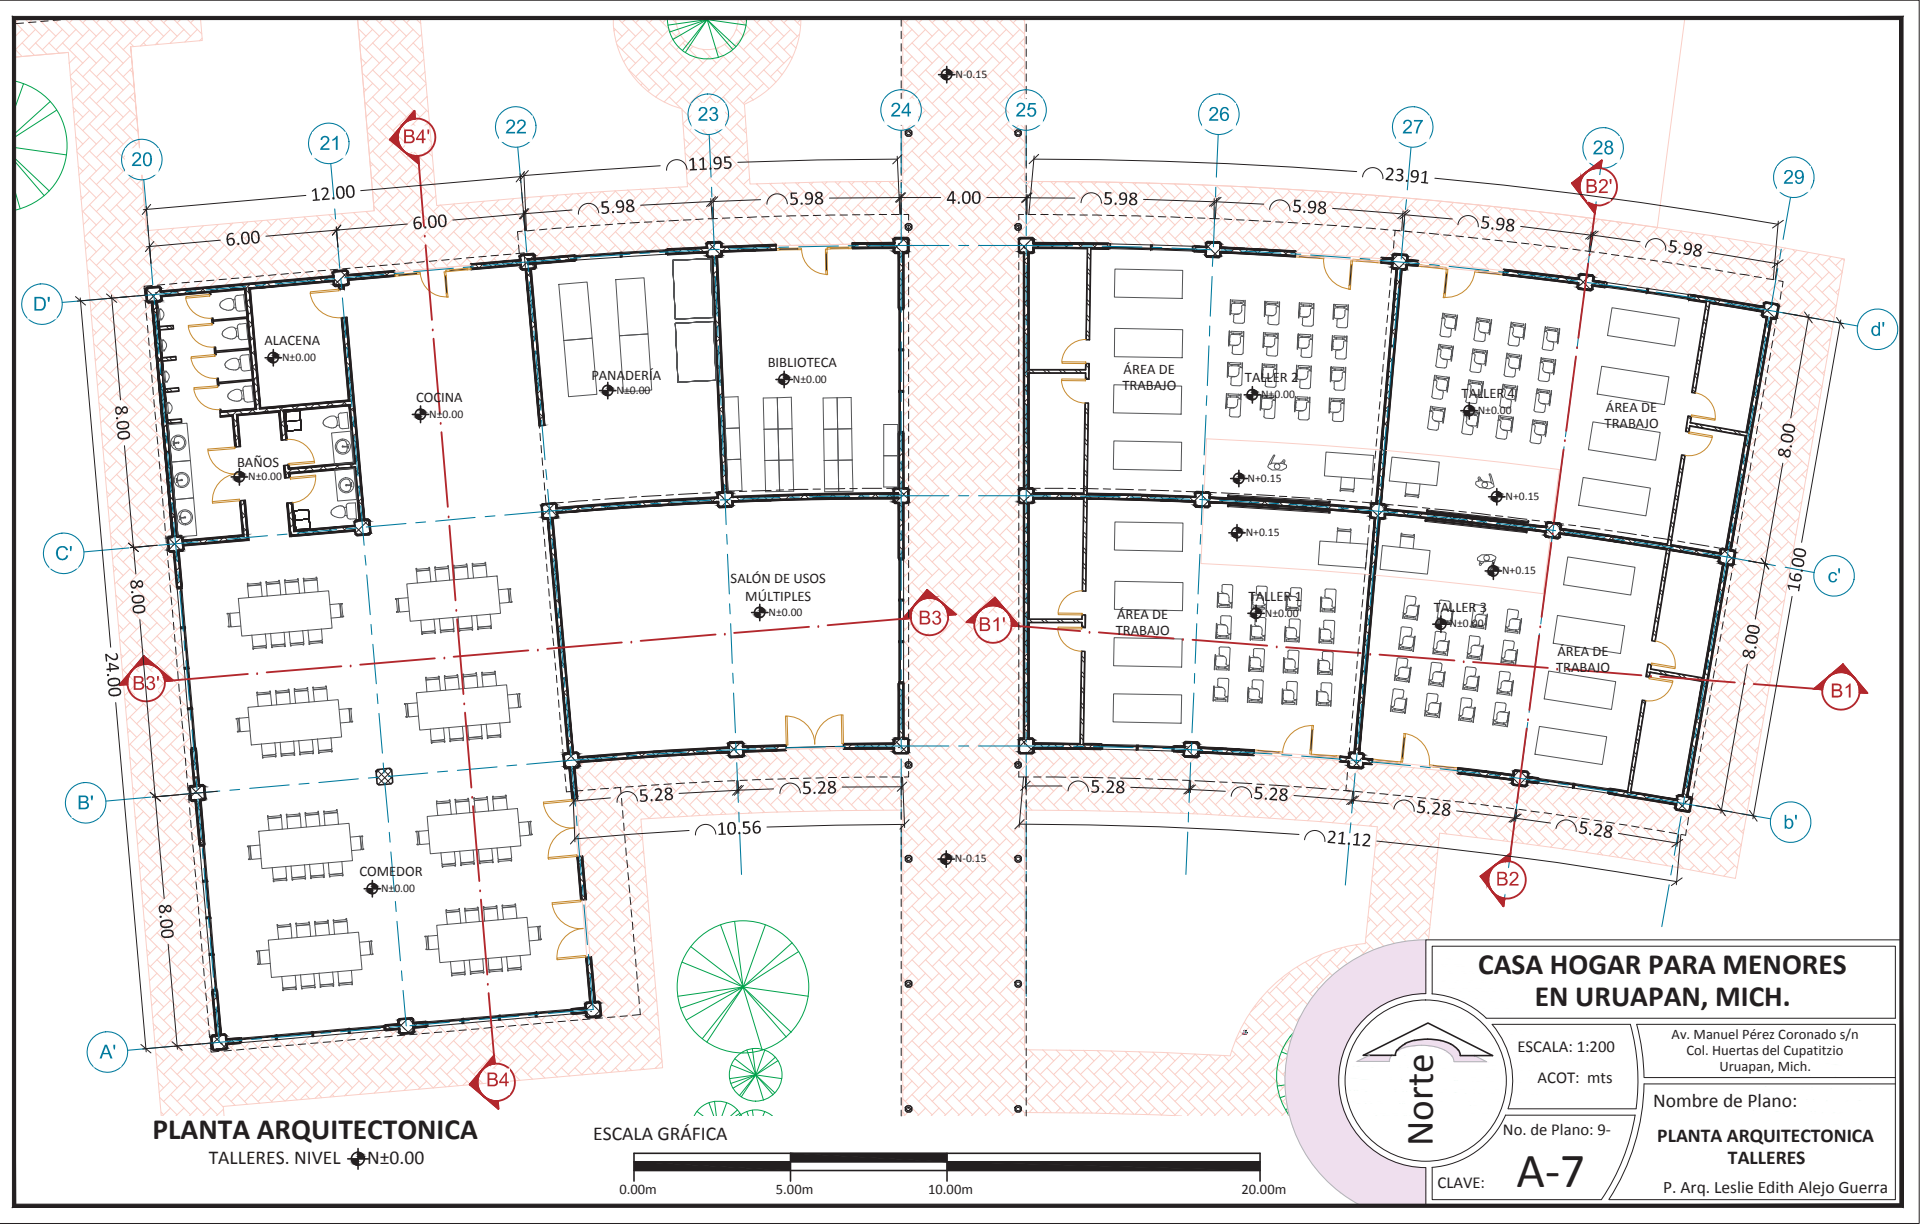 N-0.15
20
21
B4'
22
23
24
25
26
27
28
29
B2'
11.95
23.91
12.00
6.00
6.00
5.98
5.98
4.00
5.98
5.98
5.98
5.98
D'
d'
ALACENA
N±0.00
COCINA
N±0.00
PANADERÍA
N±0.00
BIBLIOTECA
N±0.00
ÁREA DE
TRABAJO
TALLER 2
N±0.00
TALLER 4
N±0.00
ÁREA DE
TRABAJO
8.00
8.00
BAÑOS
N±0.00
N+0.15
N+0.15
C'
c'
N+0.15
N+0.15
16.00
8.00
SALÓN DE USOS
MÚLTIPLES
N±0.00
B3
B1'
ÁREA DE
TRABAJO
TALLER 1
N±0.00
TALLER 3
N±0.00
ÁREA DE
TRABAJO
8.00
24.00
B3'
B1
B'
b'
5.28
5.28
5.28
5.28
5.28
5.28
10.56
21.12
N-0.15
COMEDOR
N±0.00
8.00
B2
A'
B4
PLANTA ARQUITECTONICA
TALLERES. NIVEL N±0.00
ESCALA GRÁFICA
0.00m
5.00m
10.00m
20.00m
Norte
CASA HOGAR PARA MENORES
EN URUAPAN, MICH.
ESCALA: 1:200
ACOT: mts
Av. Manuel Pérez Coronado s/n
Col. Huertas del Cupatitzio
Uruapan, Mich.
No. de Plano: 9-
CLAVE: A-7
Nombre de Plano:
PLANTA ARQUITECTONICA
TALLERES
P. Arq. Leslie Edith Alejo Guerra